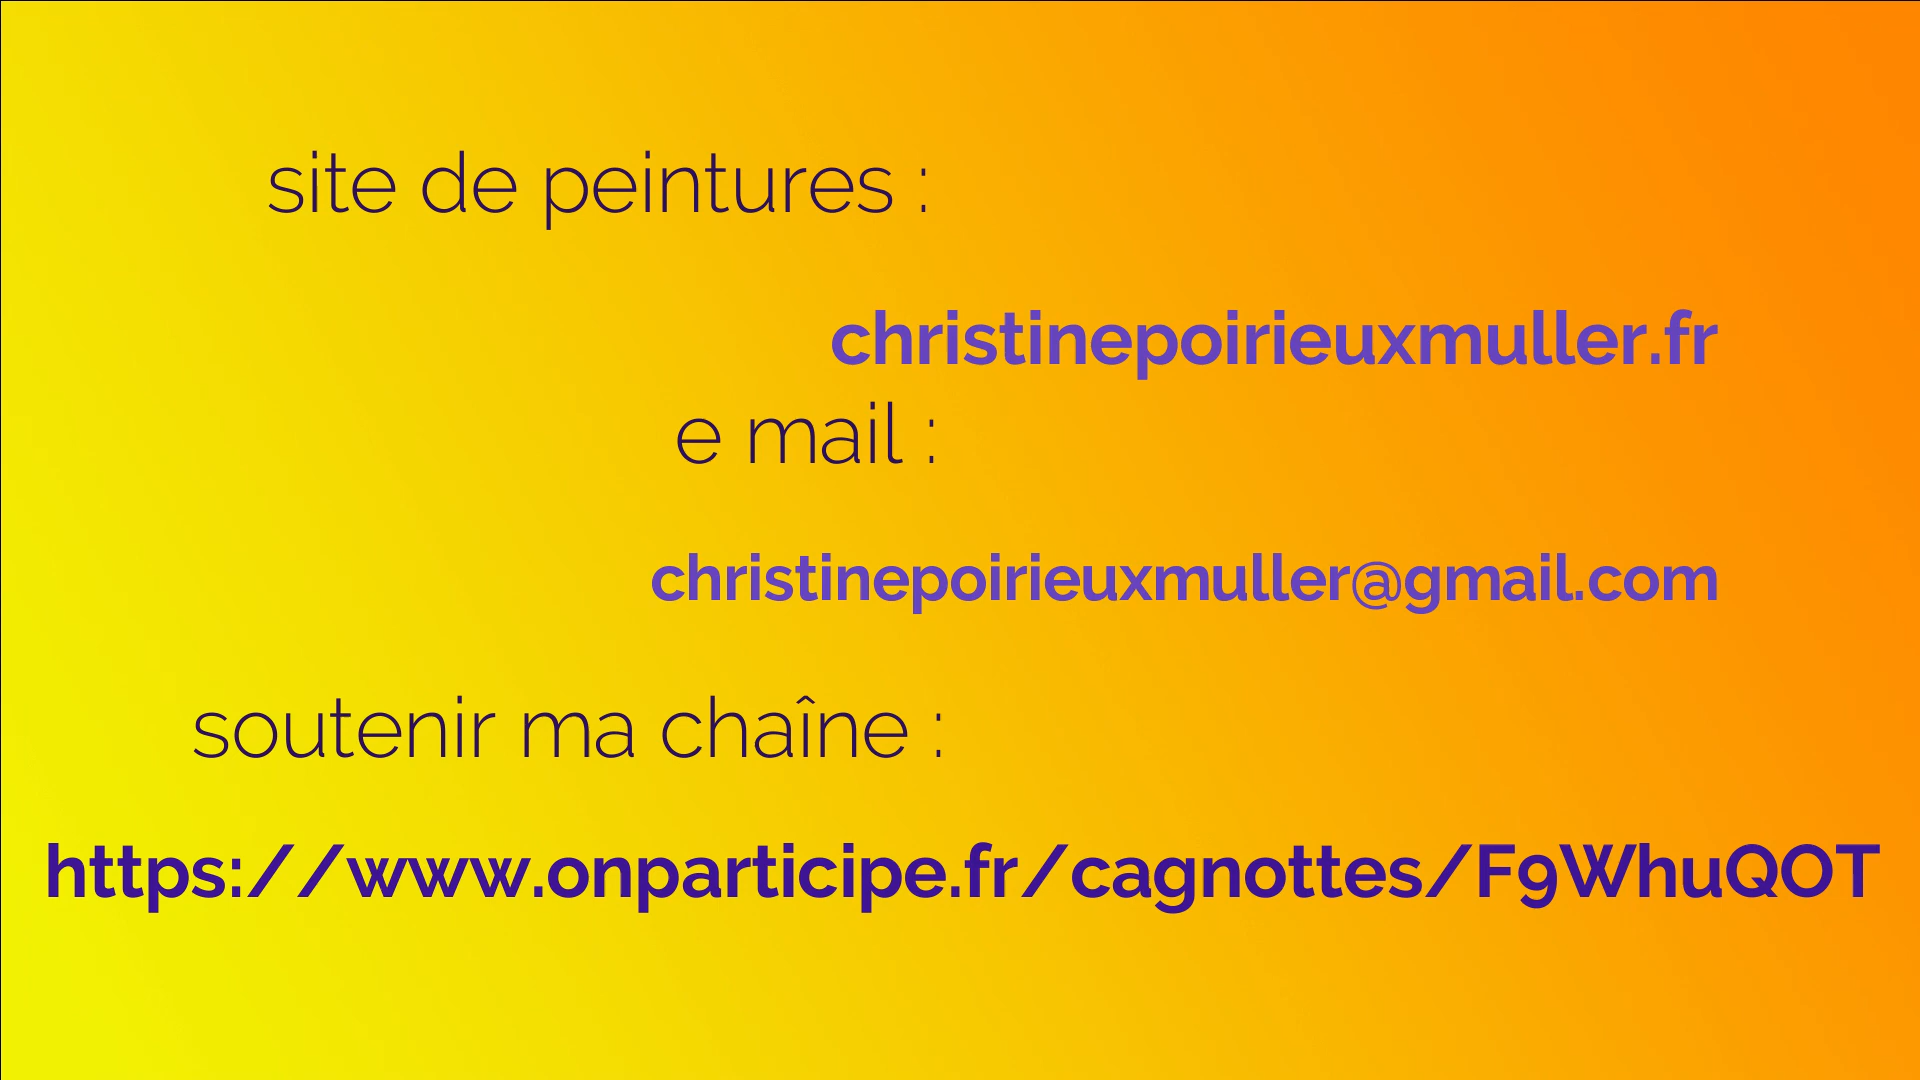 site de peintures :
christinepoirieuxmuller.fr
e mail :
christinepoirieuxmuller@gmail.com
soutenir ma chaîne :
https://www.onparticipe.fr/cagnottes/F9WhuQOT